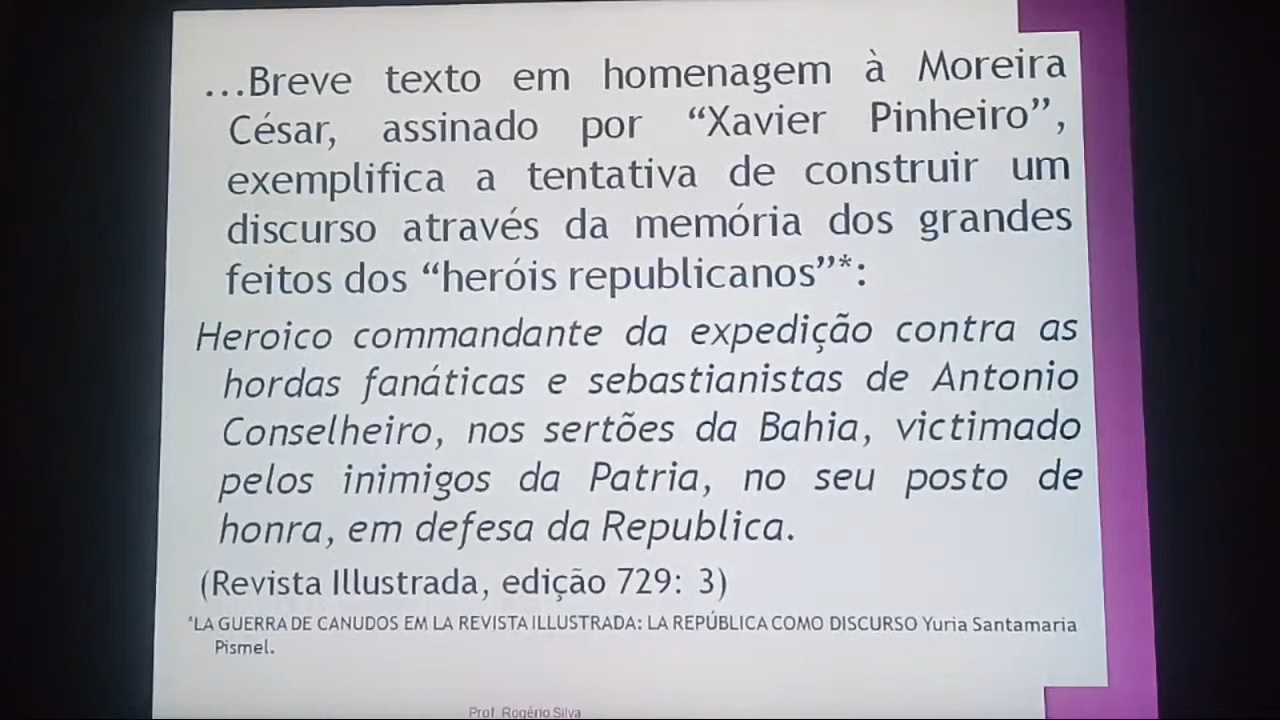 ...Breve texto em homenagem à Moreira
César, assinado por “Xavier Pinheiro”,
exemplifica a tentativa de construir um
discurso através da memória dos grandes
feitos dos “heróis republicanos”*:
Heroico commandante da expedição contra as
hordas fanáticas e sebastianistas de Antonio
Conselheiro, nos sertões da Bahia, victimado
pelos inimigos da Patria, no seu posto de
honra, em defesa da Republica.
(Revista Illustrada, edição 729: 3)
*LA GUERRA DE CANUDOS EM LA REVISTA ILLUSTRADA: LA REPÚBLICA COMO DISCURSO Yuria Santamaria
Pismel.
Prof. Rogério Silva